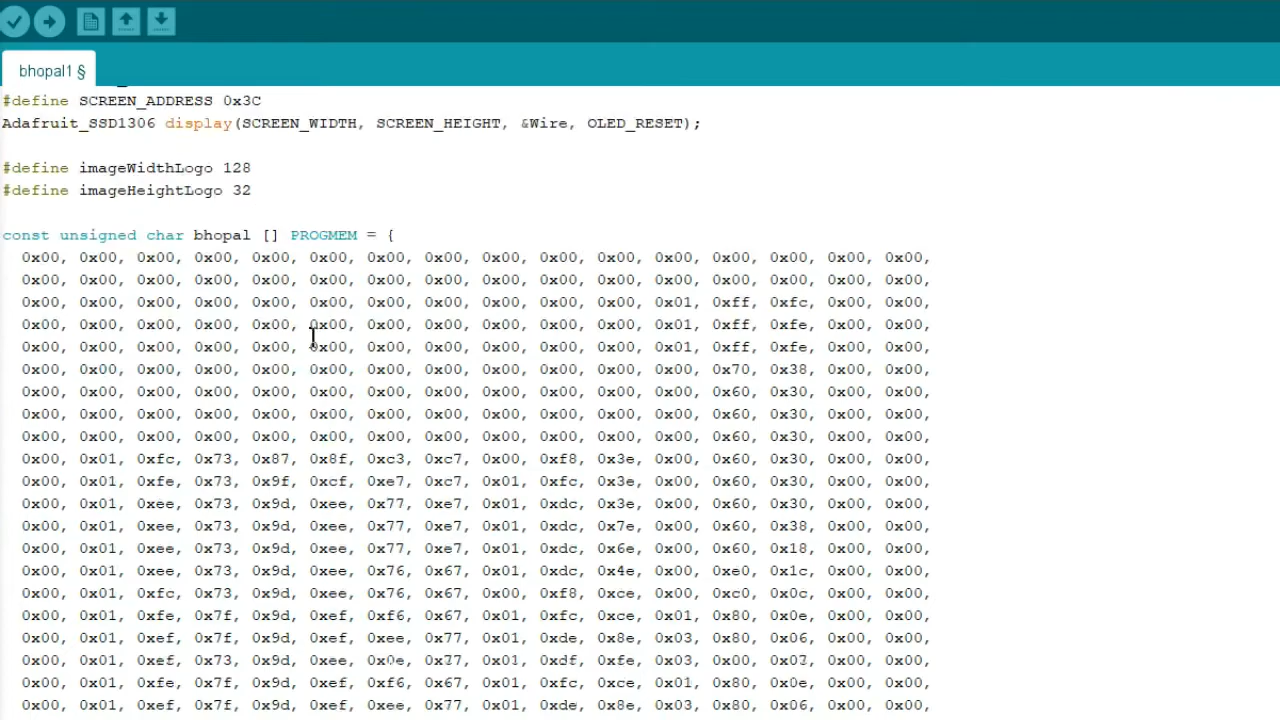 bhopal1 §
#define SCREEN_ADDRESS 0x3C
Adafruit_SSD1306 display(SCREEN_WIDTH, SCREEN_HEIGHT, &Wire, OLED_RESET);
#define imageWidthLogo 128
#define imageHeightLogo 32
const unsigned char bhopal [] PROGMEM = {
0x00, 0x00, 0x00, 0x00, 0x00, 0x00, 0x00, 0x00, 0x00, 0x00, 0x00, 0x00, 0x00, 0x00, 0x00, 0x00,
0x00, 0x00, 0x00, 0x00, 0x00, 0x00, 0x00, 0x00, 0x00, 0x00, 0x00, 0x00, 0x00, 0x00, 0x00, 0x00,
0x00, 0x00, 0x00, 0x00, 0x00, 0x00, 0x00, 0x00, 0x00, 0x00, 0x00, 0x01, 0xff, 0xfc, 0x00, 0x00,
0x00, 0x00, 0x00, 0x00, 0x00, 0x00, 0x00, 0x00, 0x00, 0x00, 0x00, 0x01, 0xff, 0xfe, 0x00, 0x00,
0x00, 0x00, 0x00, 0x00, 0x00, 0x00, 0x00, 0x00, 0x00, 0x00, 0x00, 0x01, 0xff, 0xfe, 0x00, 0x00,
0x00, 0x00, 0x00, 0x00, 0x00, 0x00, 0x00, 0x00, 0x00, 0x00, 0x00, 0x00, 0x70, 0x38, 0x00, 0x00,
0x00, 0x00, 0x00, 0x00, 0x00, 0x00, 0x00, 0x00, 0x00, 0x00, 0x00, 0x00, 0x60, 0x30, 0x00, 0x00,
0x00, 0x00, 0x00, 0x00, 0x00, 0x00, 0x00, 0x00, 0x00, 0x00, 0x00, 0x00, 0x60, 0x30, 0x00, 0x00,
0x00, 0x00, 0x00, 0x00, 0x00, 0x00, 0x00, 0x00, 0x00, 0x00, 0x00, 0x00, 0x60, 0x30, 0x00, 0x00,
0x00, 0x01, 0xfc, 0x73, 0x87, 0x8f, 0xc3, 0xc7, 0x00, 0xf8, 0x3e, 0x00, 0x60, 0x30, 0x00, 0x00,
0x00, 0x01, 0xfe, 0x73, 0x9f, 0xcf, 0xe7, 0xc7, 0x01, 0xfc, 0x3e, 0x00, 0x60, 0x30, 0x00, 0x00,
0x00, 0x01, 0xee, 0x73, 0x9d, 0xee, 0x77, 0xe7, 0x01, 0xdc, 0x3e, 0x00, 0x60, 0x30, 0x00, 0x00,
0x00, 0x01, 0xee, 0x73, 0x9d, 0xee, 0x77, 0xe7, 0x01, 0xdc, 0x7e, 0x00, 0x60, 0x38, 0x00, 0x00,
0x00, 0x01, 0xee, 0x73, 0x9d, 0xee, 0x77, 0xe7, 0x01, 0xdc, 0x6e, 0x00, 0x60, 0x18, 0x00, 0x00,
0x00, 0x01, 0xee, 0x73, 0x9d, 0xee, 0x76, 0x67, 0x01, 0xdc, 0x4e, 0x00, 0xe0, 0x1c, 0x00, 0x00,
0x00, 0x01, 0xfc, 0x73, 0x9d, 0xee, 0x76, 0x67, 0x00, 0xf8, 0xce, 0x00, 0xc0, 0x0c, 0x00, 0x00,
0x00, 0x01, 0xfe, 0x7f, 0x9d, 0xef, 0xf6, 0x67, 0x01, 0xfc, 0xce, 0x01, 0x80, 0x0e, 0x00, 0x00,
0x00, 0x01, 0xef, 0x7f, 0x9d, 0xef, 0xee, 0x77, 0x01, 0xde, 0x8e, 0x03, 0x80, 0x06, 0x00, 0x00,
0x00, 0x01, 0xef, 0x73, 0x9d, 0xee, 0x0e, 0x77, 0x01, 0xdf, 0xfe, 0x03, 0x00, 0x07, 0x00, 0x00,
0x00, 0x01, 0xfe, 0x7f, 0x9d, 0xef, 0xf6, 0x67, 0x01, 0xfc, 0xce, 0x01, 0x80, 0x0e, 0x00, 0x00,
0x00, 0x01, 0xef, 0x7f, 0x9d, 0xef, 0xee, 0x77, 0x01, 0xde, 0x8e, 0x03, 0x80, 0x06, 0x00, 0x00,